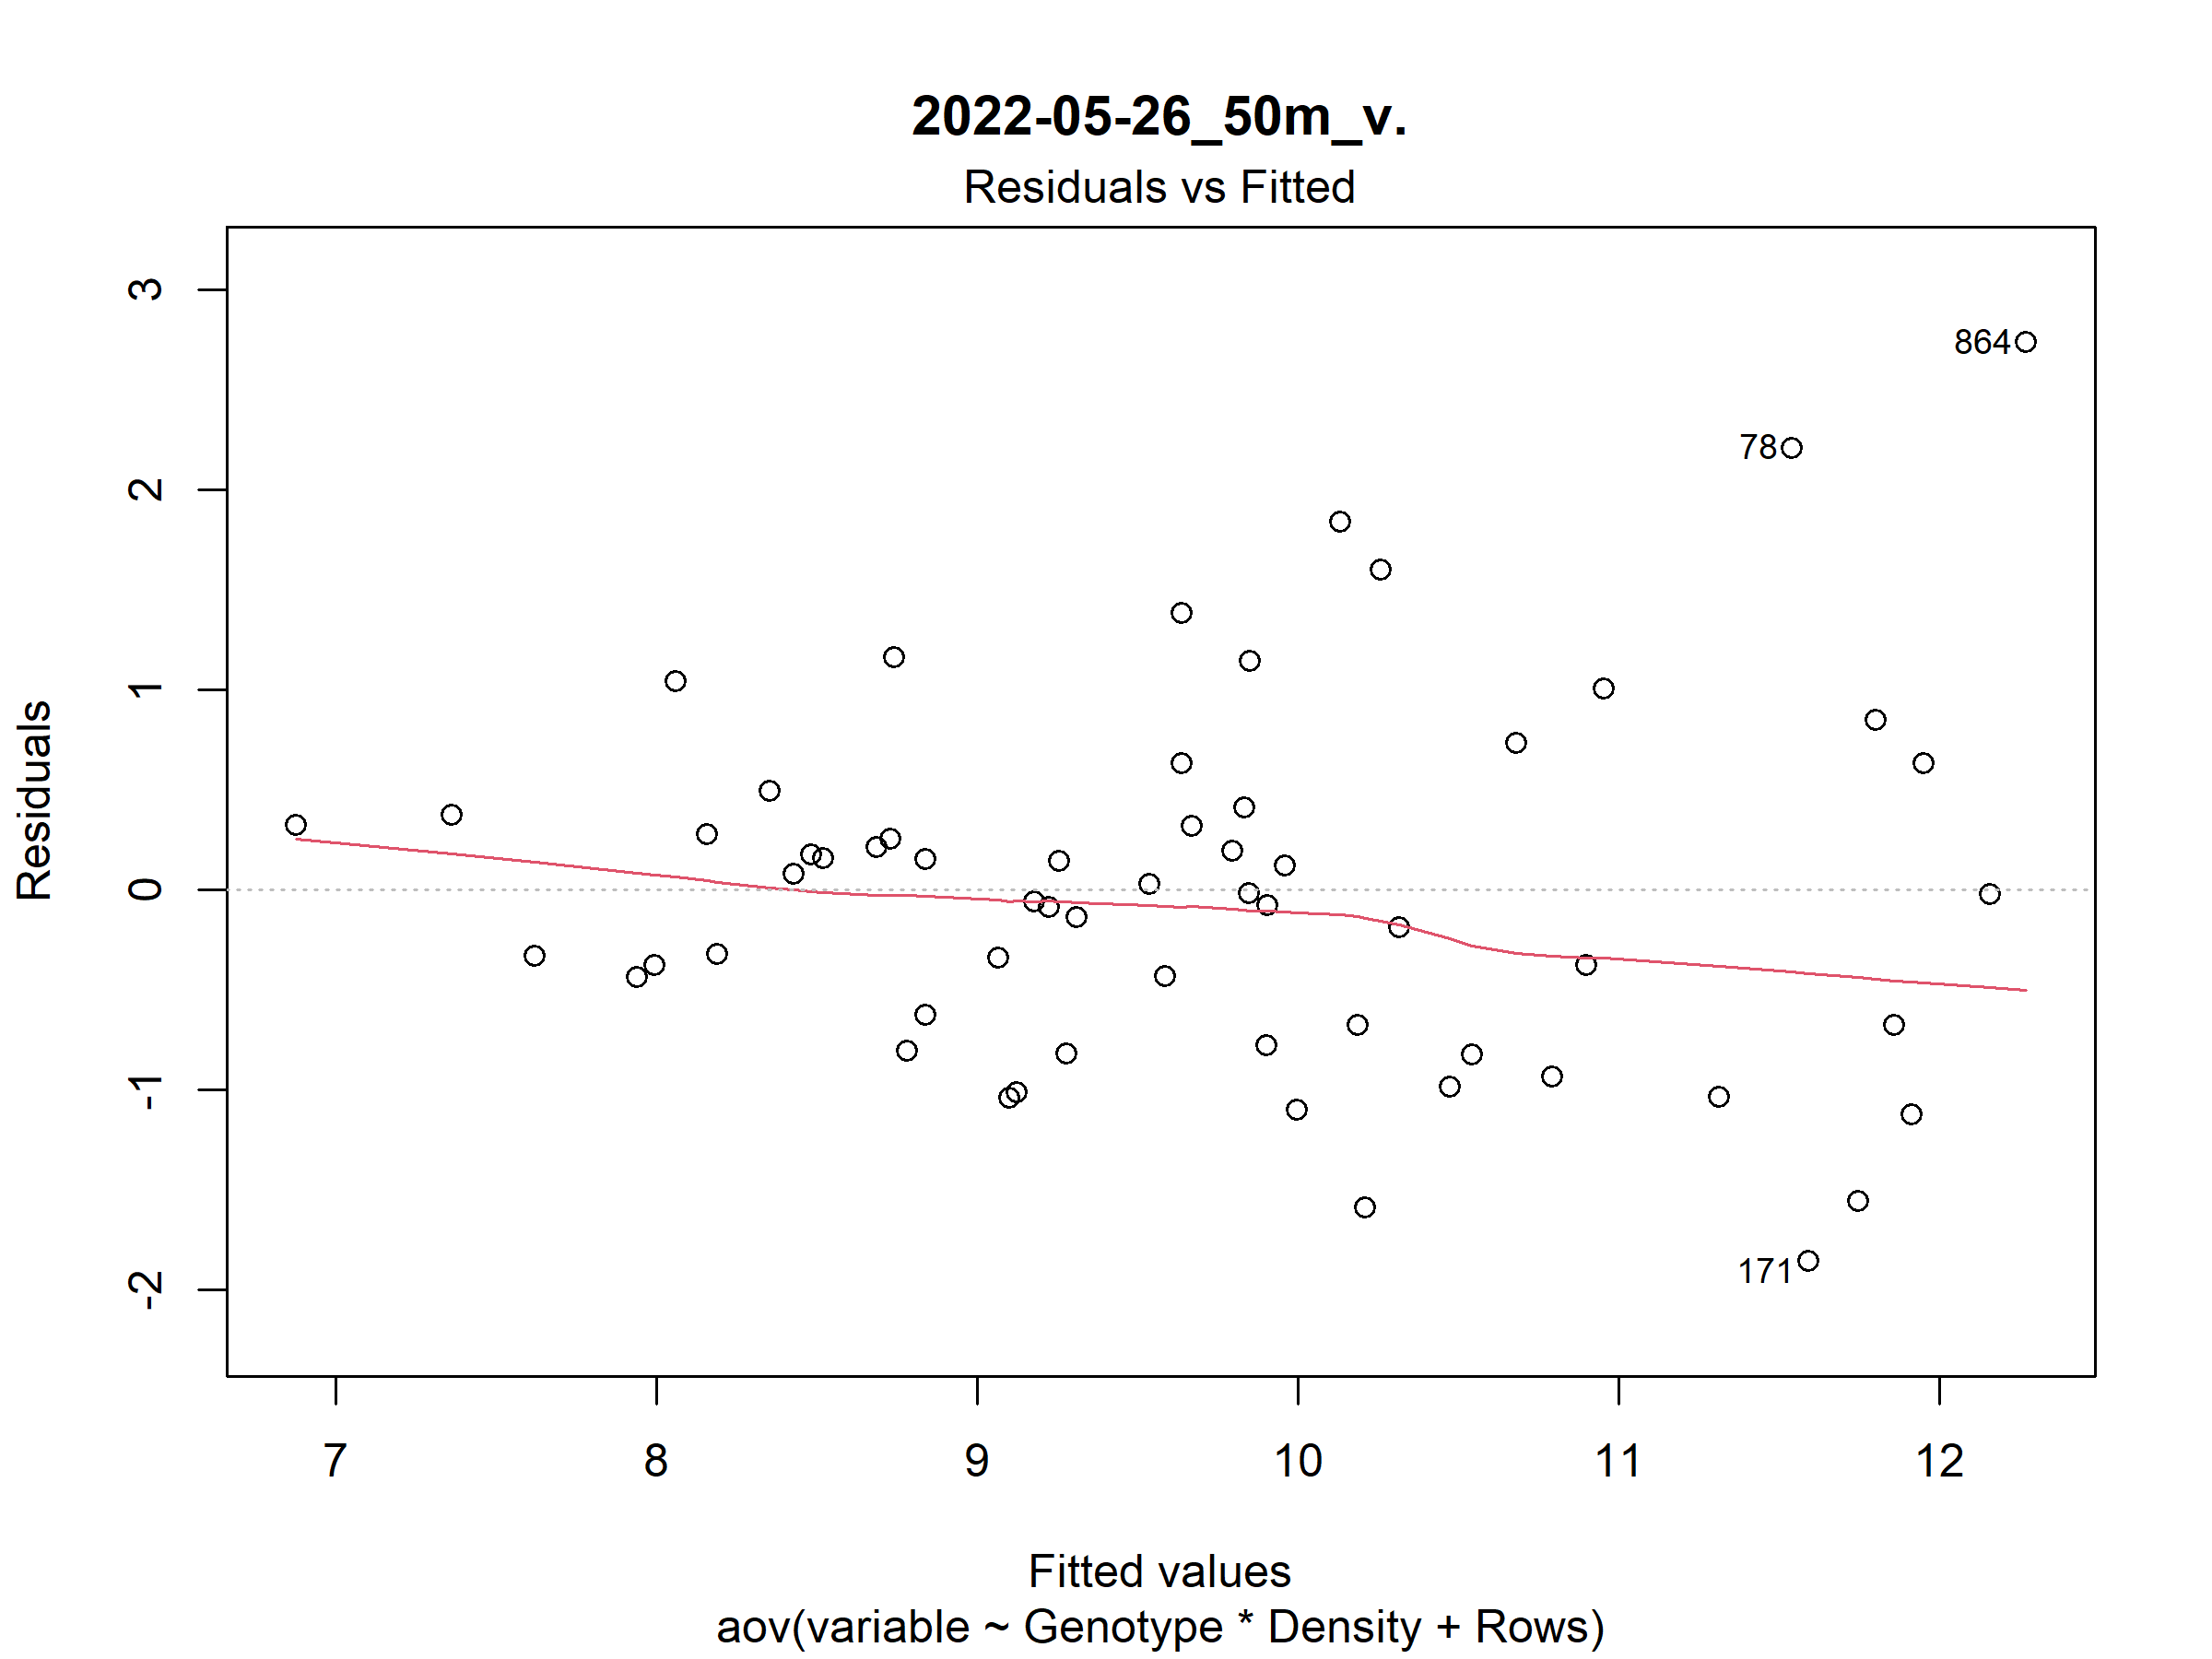 2022-05-26_50m_v.
Residuals vs Fitted
Residuals
3
2
1
0
-1
-2
864
78
171
7 8 9 10 11 12
Fitted values
aov(variable ~ Genotype * Density + Rows)